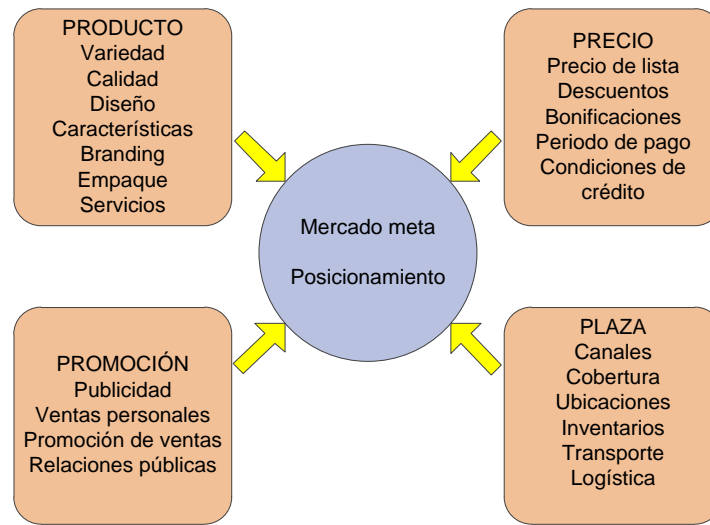 PRODUCTO
Variedad
Calidad
Diseño
Características
Branding
Empaque
Servicios
PRECIO
Precio de lista
Descuentos
Bonificaciones
Periodo de pago
Condiciones de
crédito
Mercado meta
Posicionamiento
PROMOCIÓN
Publicidad
Ventas personales
Promoción de ventas
Relaciones públicas
PLAZA
Canales
Cobertura
Ubicaciones
Inventarios
Transporte
Logística